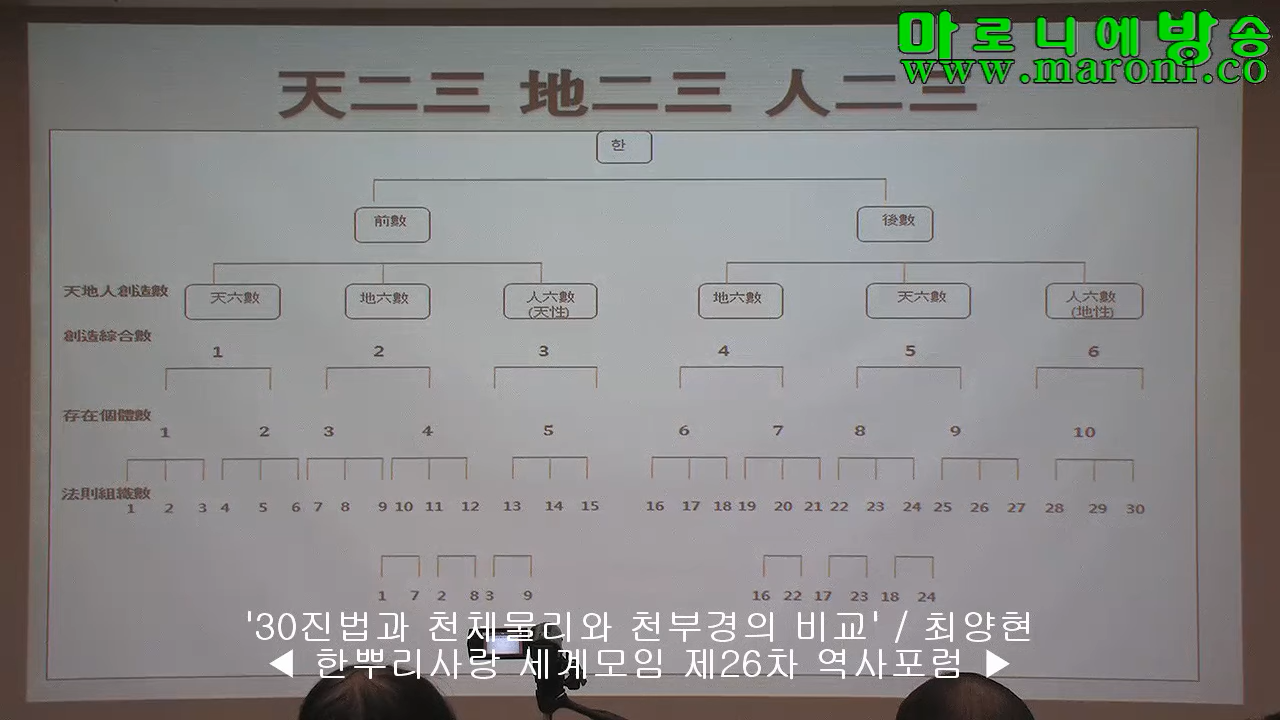 마로니에방송
www.maroni.co
天二三 地二三 人二三
한
前數 後數
天地人創造數 天六數 地六數 人六數 (天性) 地六數 天六數 人六數 (地性)
創造綜合數 1 2 3 4 5 6
存在個體數 1 2 3 4 5 6 7 8 9 10
法則組織數 1 2 3 4 5 6 7 8 9 10 11 12 13 14 15 16 17 18 19 20 21 22 23 24 25 26 27 28 29 30
1 7 2 8 3 9 16 22 17 23 18 24
'30진법과 천체물리와 천부경의 비교' / 최양현
◀ 한뿌리사랑 세계모임 제26차 역사포럼 ▶